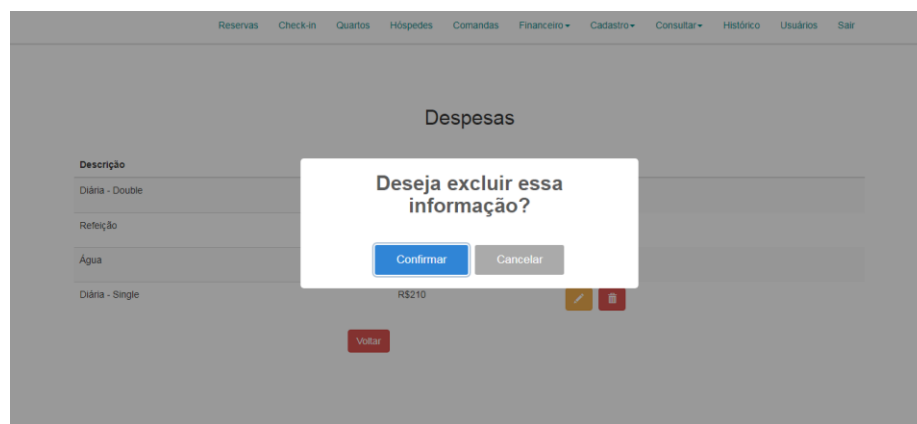 Reservas Check-in Quartos Hóspedes Comandas Financeiro Cadastro Consultar Histórico Usuários Sair
Despesas
Descrição
Diária - Double
Deseja excluir essa
informação?
Refeição
Água
Confirmar Cancelar
Diária - Single R$210
Voltar